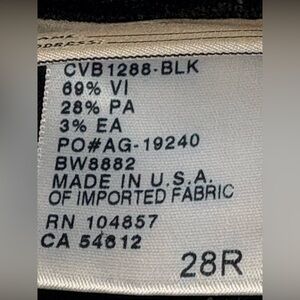 CVB1288-BLK
69% VI
28% PA
3% EA
PO#AG-19240
BW8882
MADE IN U.S.A.
OF IMPORTED FABRIC
RN 104857
CA 54612
28R